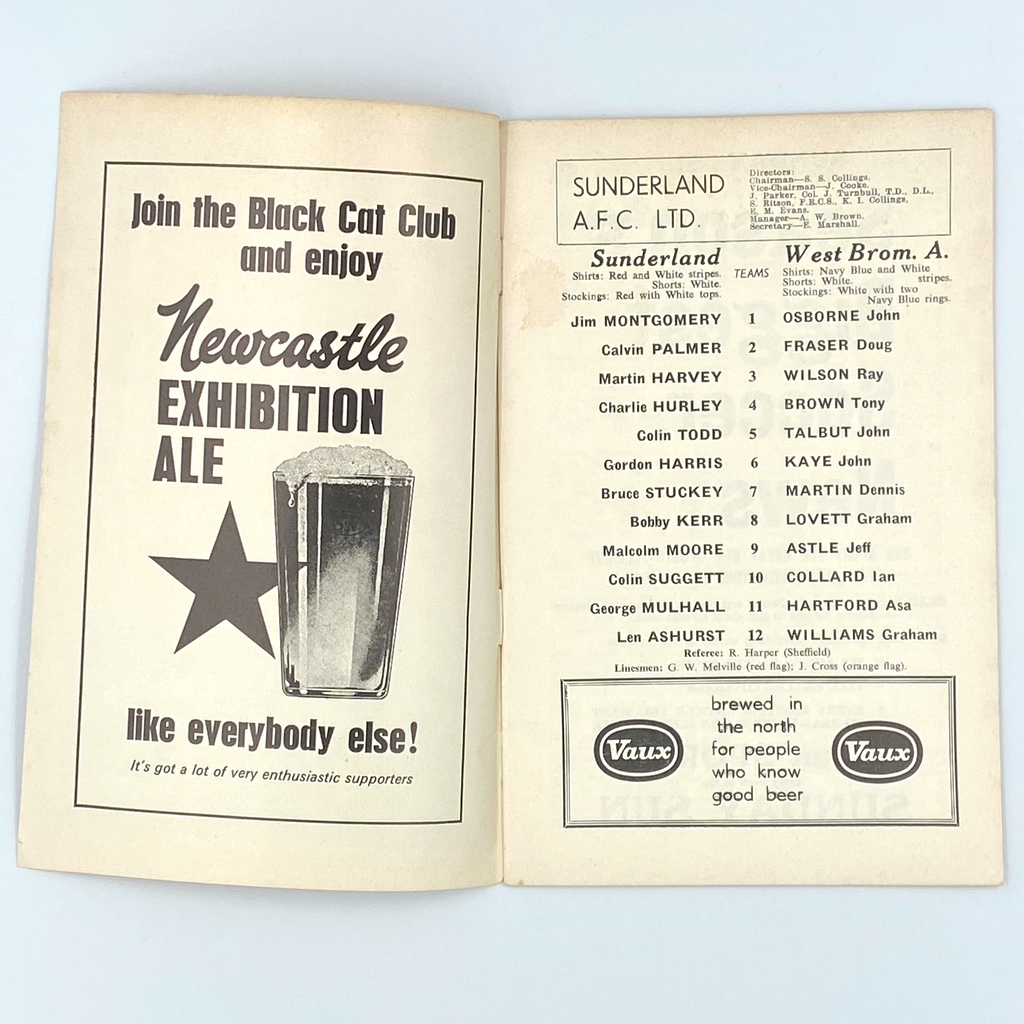 Join the Black Cat Club
and enjoy
Newcastle
EXHIBITION
ALE
like everybody else!
It's got a lot of very enthusiastic supporters
SUNDERLAND
A.F.C. LTD.
Directors:
Chairman—S. S. Collings.
Vice-Chairman—J. Cooke.
J. Parker, Col. J. Turnbull, T.D., D.L.,
S. Ritson, F.R.C.S., K. I. Collings,
E. M. Evans.
Manager—A. W. Brown.
Secretary—E. Marshall.
Sunderland
Shirts: Red and White stripes.
Shorts: White.
Stockings: Red with White tops.
TEAMS
West Brom. A.
Shirts: Navy Blue and White
Shorts: White. stripes.
Stockings: White with two
Navy Blue rings.
Jim MONTGOMERY 1 OSBORNE John
Calvin PALMER 2 FRASER Doug
Martin HARVEY 3 WILSON Ray
Charlie HURLEY 4 BROWN Tony
Colin TODD 5 TALBUT John
Gordon HARRIS 6 KAYE John
Bruce STUCKEY 7 MARTIN Dennis
Bobby KERR 8 LOVETT Graham
Malcolm MOORE 9 ASTLE Jeff
Colin SUGGETT 10 COLLARD Ian
George MULHALL 11 HARTFORD Asa
Len ASHURST 12 WILLIAMS Graham
Referee: R. Harper (Sheffield)
Linesmen: G. W. Melville (red flag); J. Cross (orange flag).
Vaux
brewed in
the north
for people
who know
good beer
Vaux